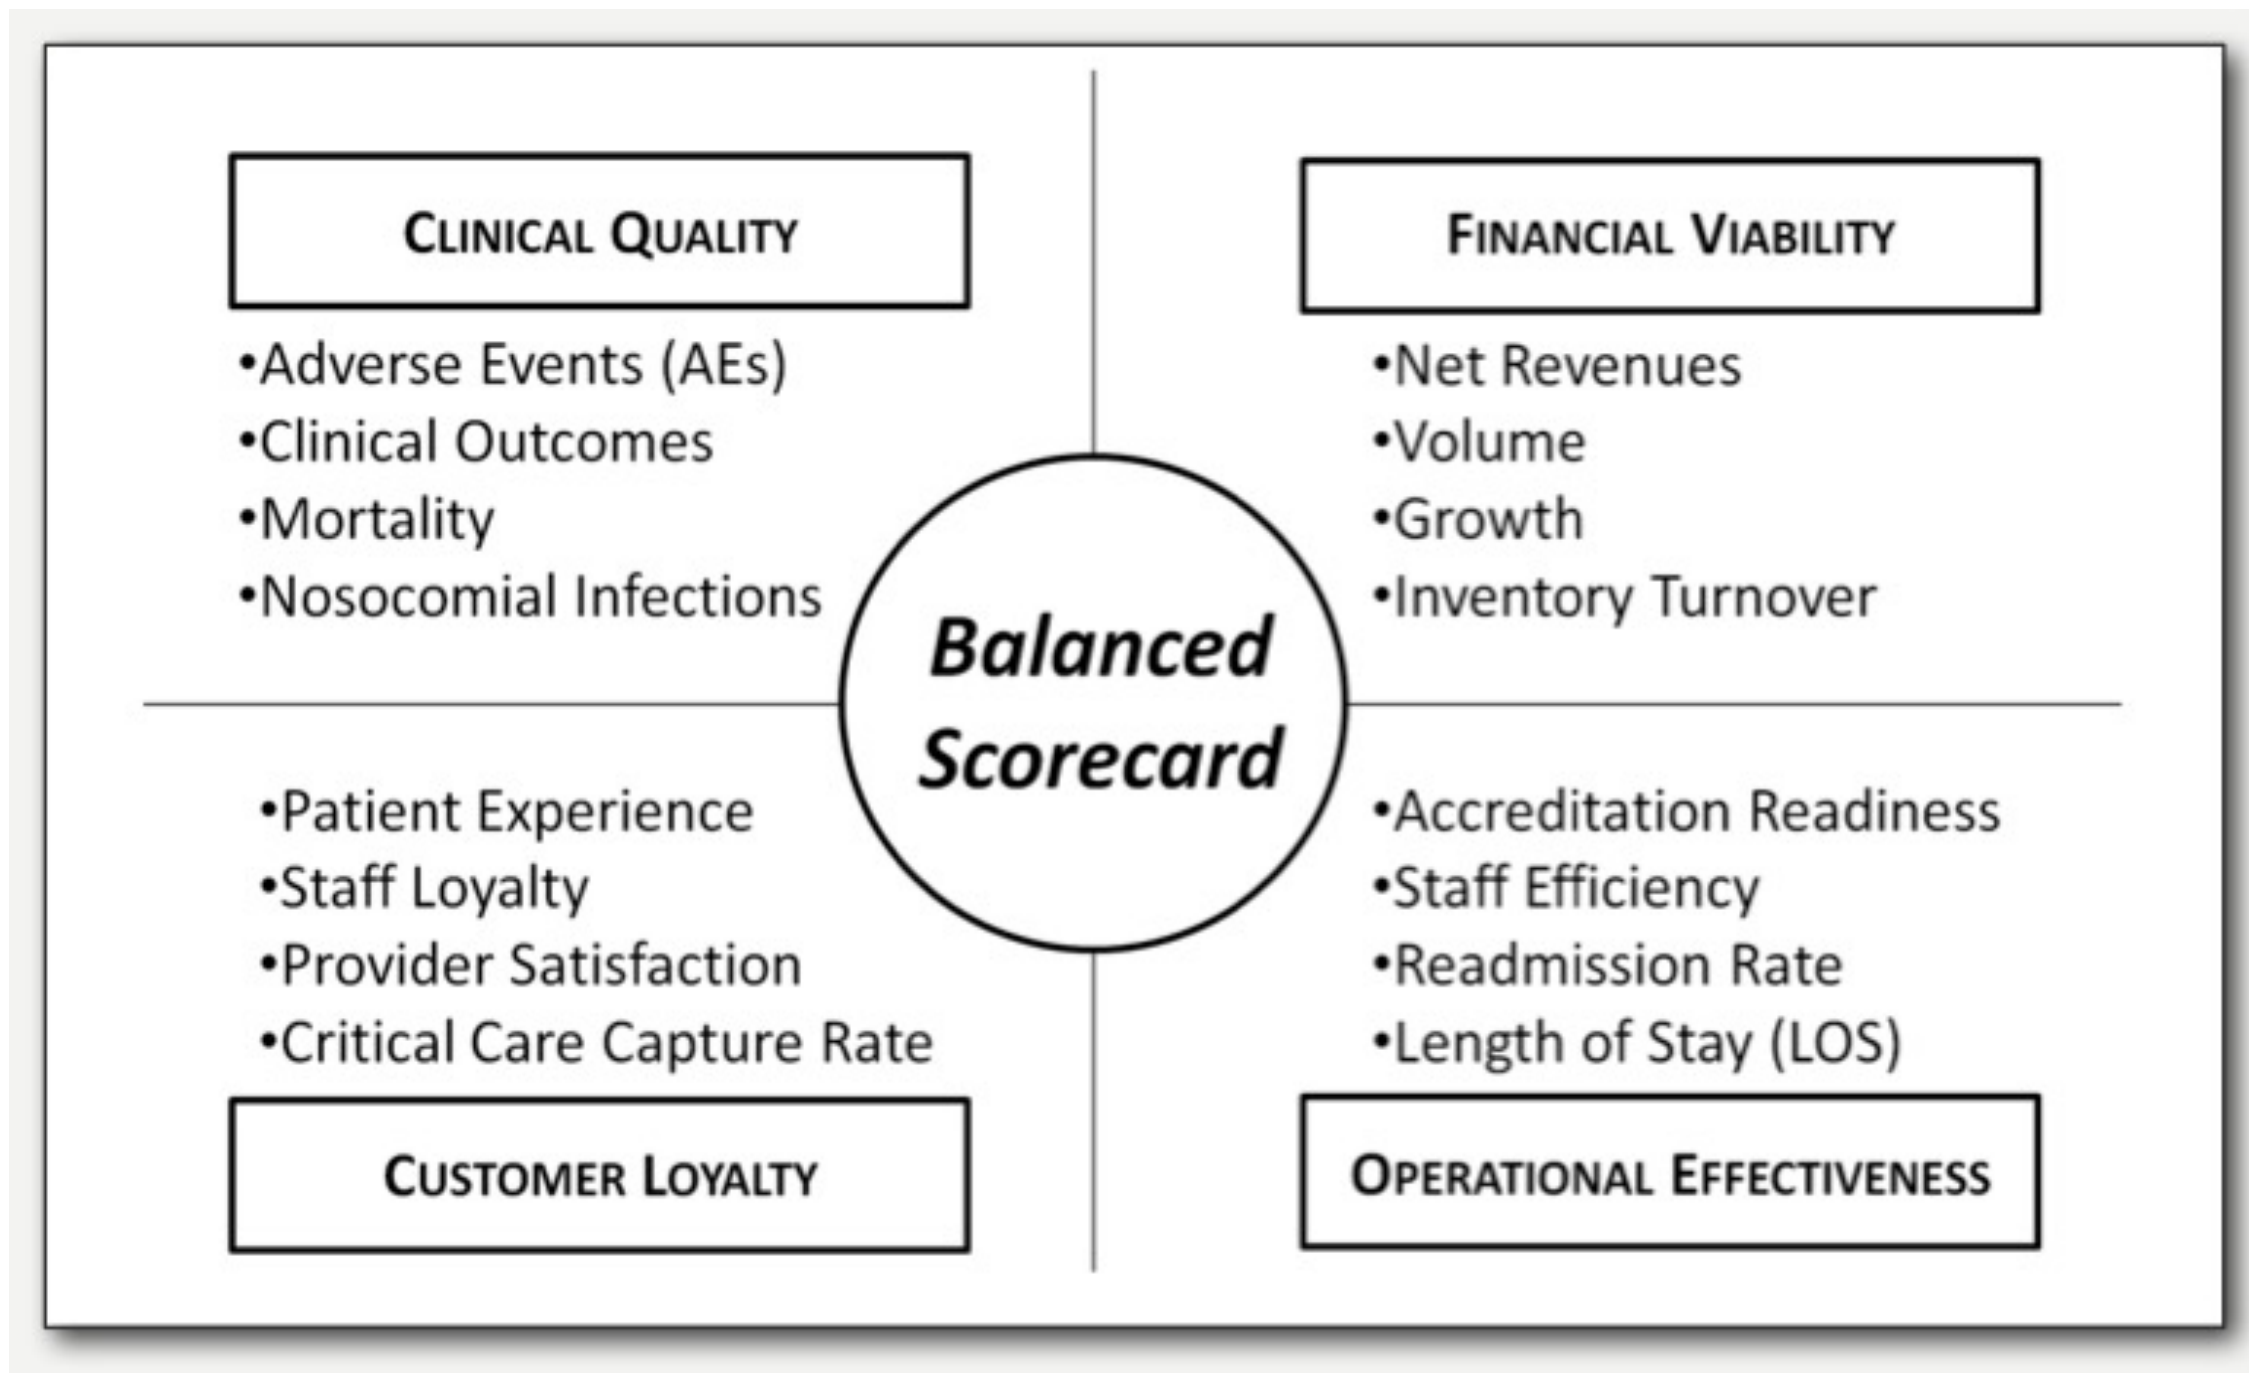 CLINICAL QUALITY
•Adverse Events (AEs)
•Clinical Outcomes
•Mortality
•Nosocomial Infections
FINANCIAL VIABILITY
•Net Revenues
•Volume
•Growth
•Inventory Turnover
Balanced
Scorecard
•Patient Experience
•Staff Loyalty
•Provider Satisfaction
•Critical Care Capture Rate
CUSTOMER LOYALTY
•Accreditation Readiness
•Staff Efficiency
•Readmission Rate
•Length of Stay (LOS)
OPERATIONAL EFFECTIVENESS